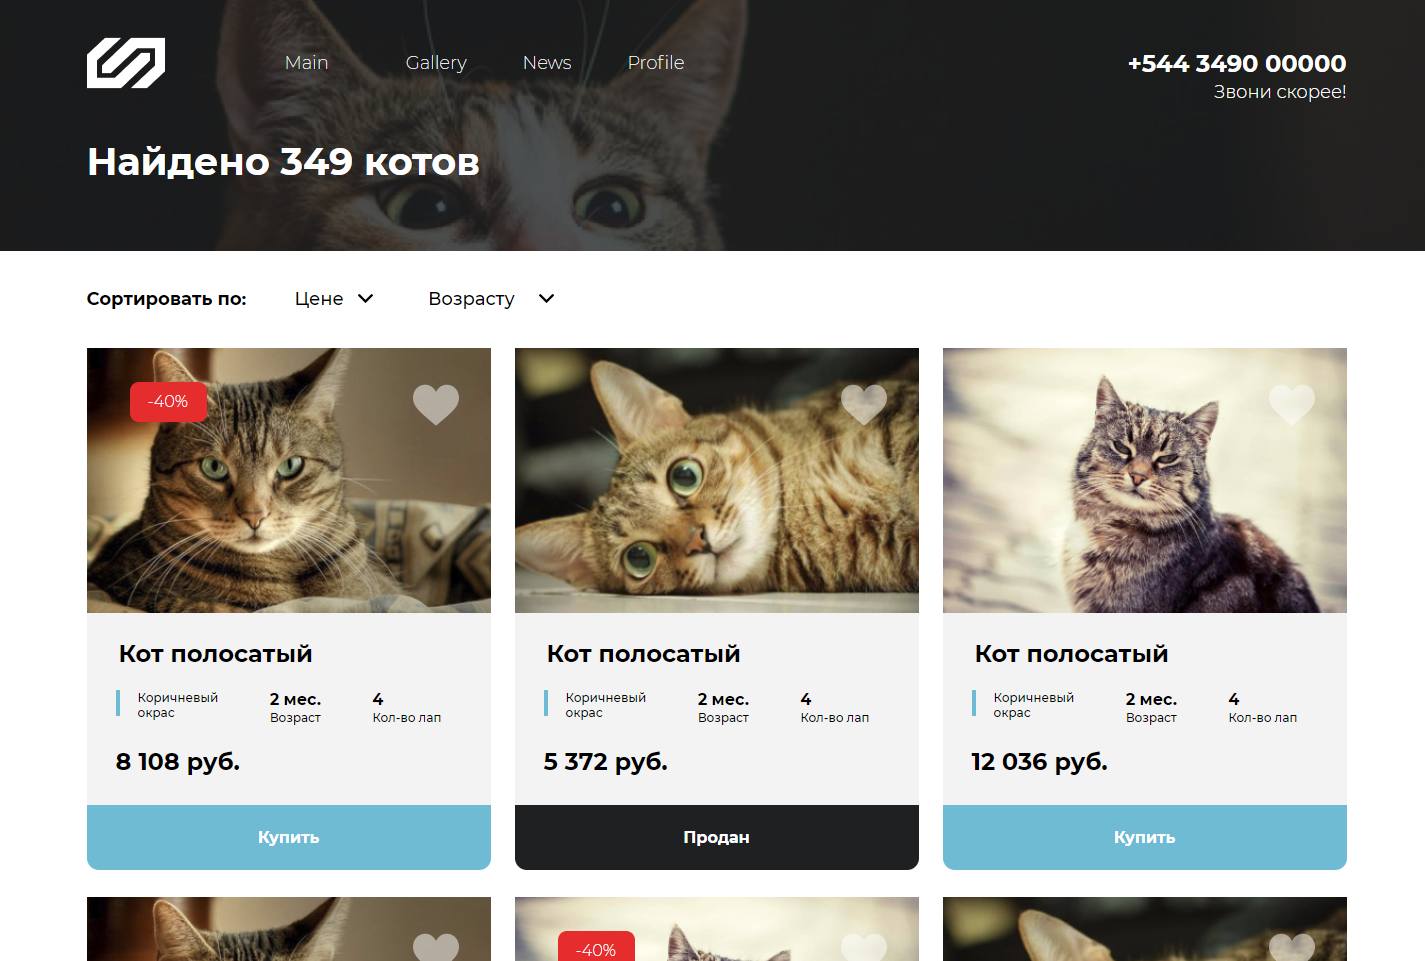 Main Gallery News Profile
+544 3490 00000
Звони скорее!
Найдено 349 котов
Сортировать по: Цене Возрасту
-40%
Кот полосатый
Коричневый
окрас
2 мес.
Возраст
4
Кол-во лап
8 108 руб.
Купить
Кот полосатый
Коричневый
окрас
2 мес.
Возраст
4
Кол-во лап
5 372 руб.
Продан
Кот полосатый
Коричневый
окрас
2 мес.
Возраст
4
Кол-во лап
12 036 руб.
Купить
-40%